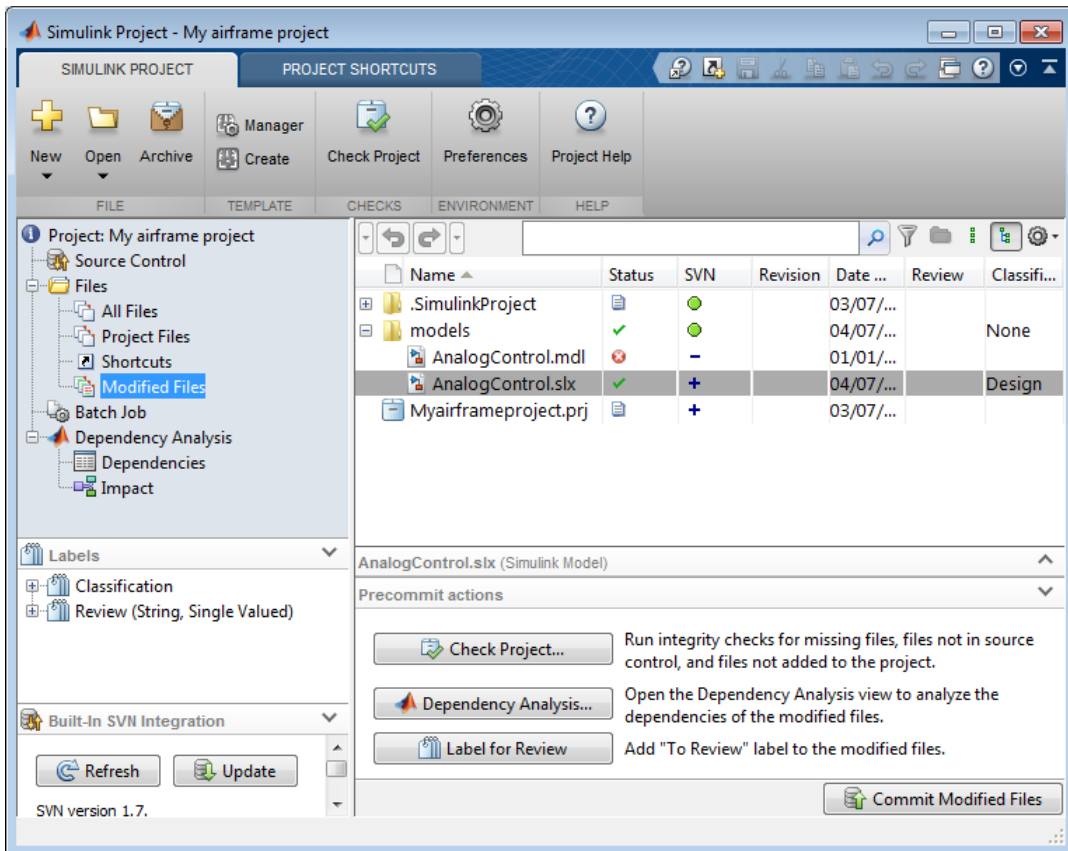 Simulink Project - My airframe project
SIMULINK PROJECT
PROJECT SHORTCUTS
New
Open
Archive
Manager
Create
Check Project
Preferences
Project Help
FILE
TEMPLATE
CHECKS
ENVIRONMENT
HELP
Project: My airframe project
Source Control
Files
All Files
Project Files
Shortcuts
Modified Files
Batch Job
Dependency Analysis
Dependencies
Impact
Labels
Classification
Review (String, Single Valued)
Built-In SVN Integration
Refresh
Update
SVN version 1.7.
Name Status SVN Revision Date ... Review Classifi...
.SimulinkProject 03/07/...
models 04/07/... None
AnalogControl.mdl 01/01/...
AnalogControl.slx 04/07/... Design
Myairframeproject.prj 03/07/...
AnalogControl.slx (Simulink Model)
Precommit actions
Check Project...
Run integrity checks for missing files, files not in source
control, and files not added to the project.
Dependency Analysis...
Open the Dependency Analysis view to analyze the
dependencies of the modified files.
Label for Review
Add "To Review" label to the modified files.
Commit Modified Files